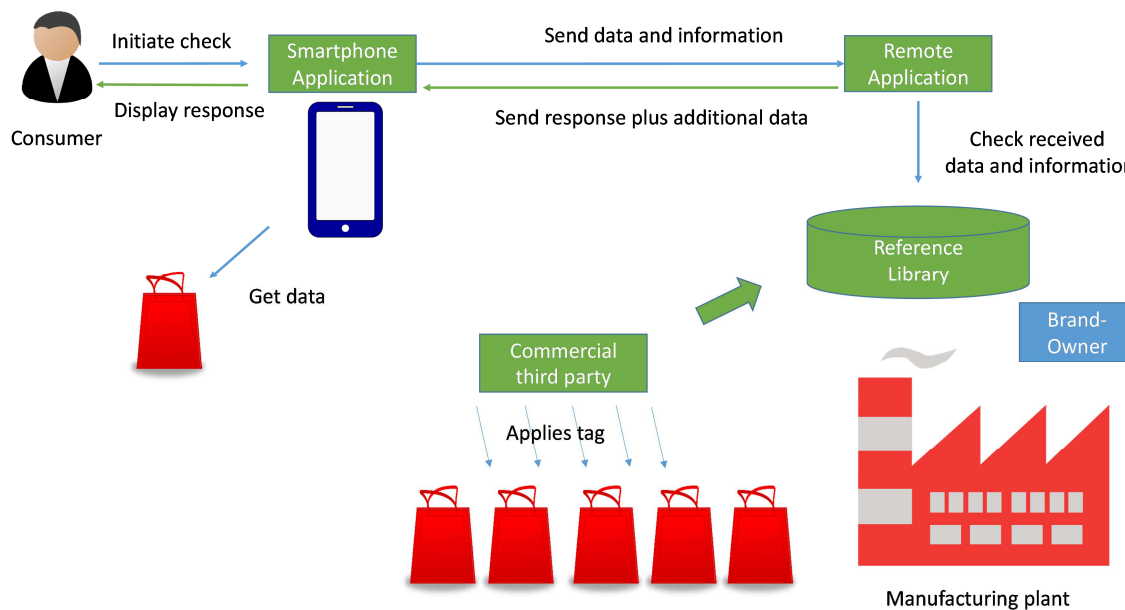 Initiate check
Smartphone
Application
Send data and information
Remote
Application
Display response
Send response plus additional data
Consumer
Check received
data and information
Reference
Library
Get data
Brand-
Owner
Commercial
third party
Applies tag
Manufacturing plant